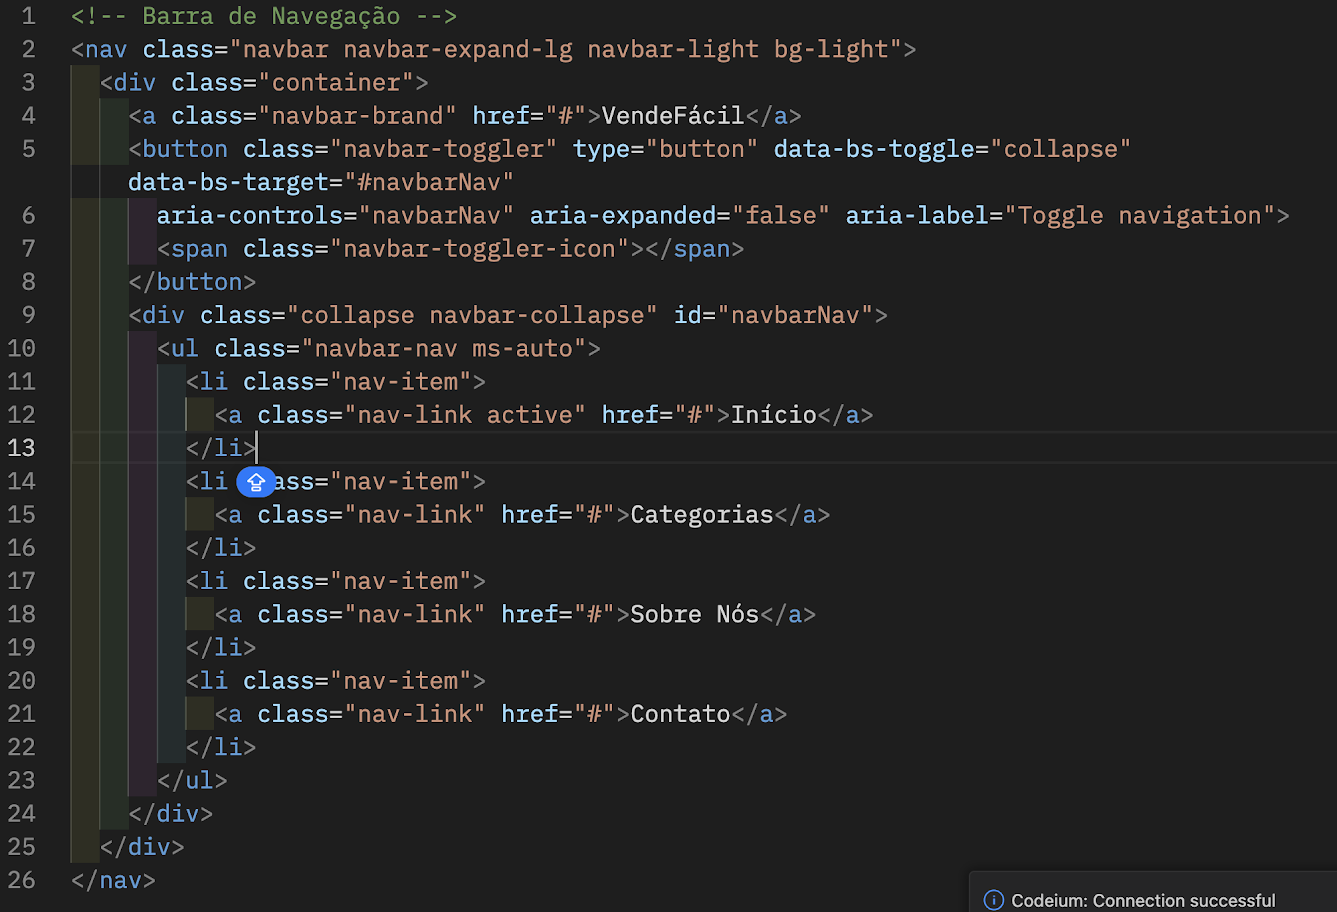 1 <!-- Barra de Navegação -->
2 <nav class="navbar navbar-expand-lg navbar-light bg-light">
3 <div class="container">
4 <a class="navbar-brand" href="#">VendeFácil</a>
5 <button class="navbar-toggler" type="button" data-bs-toggle="collapse"
data-bs-target="#navbarNav"
6 aria-controls="navbarNav" aria-expanded="false" aria-label="Toggle navigation">
7 <span class="navbar-toggler-icon"></span>
8 </button>
9 <div class="collapse navbar-collapse" id="navbarNav">
10 <ul class="navbar-nav ms-auto">
11 <li class="nav-item">
12 <a class="nav-link active" href="#">Início</a>
13 </li>
14 <li ass="nav-item">
15 <a class="nav-link" href="#">Categorias</a>
16 </li>
17 <li class="nav-item">
18 <a class="nav-link" href="#">Sobre Nós</a>
19 </li>
20 <li class="nav-item">
21 <a class="nav-link" href="#">Contato</a>
22 </li>
23 </ul>
24 </div>
25 </div>
26 </nav>
Codeium: Connection successful